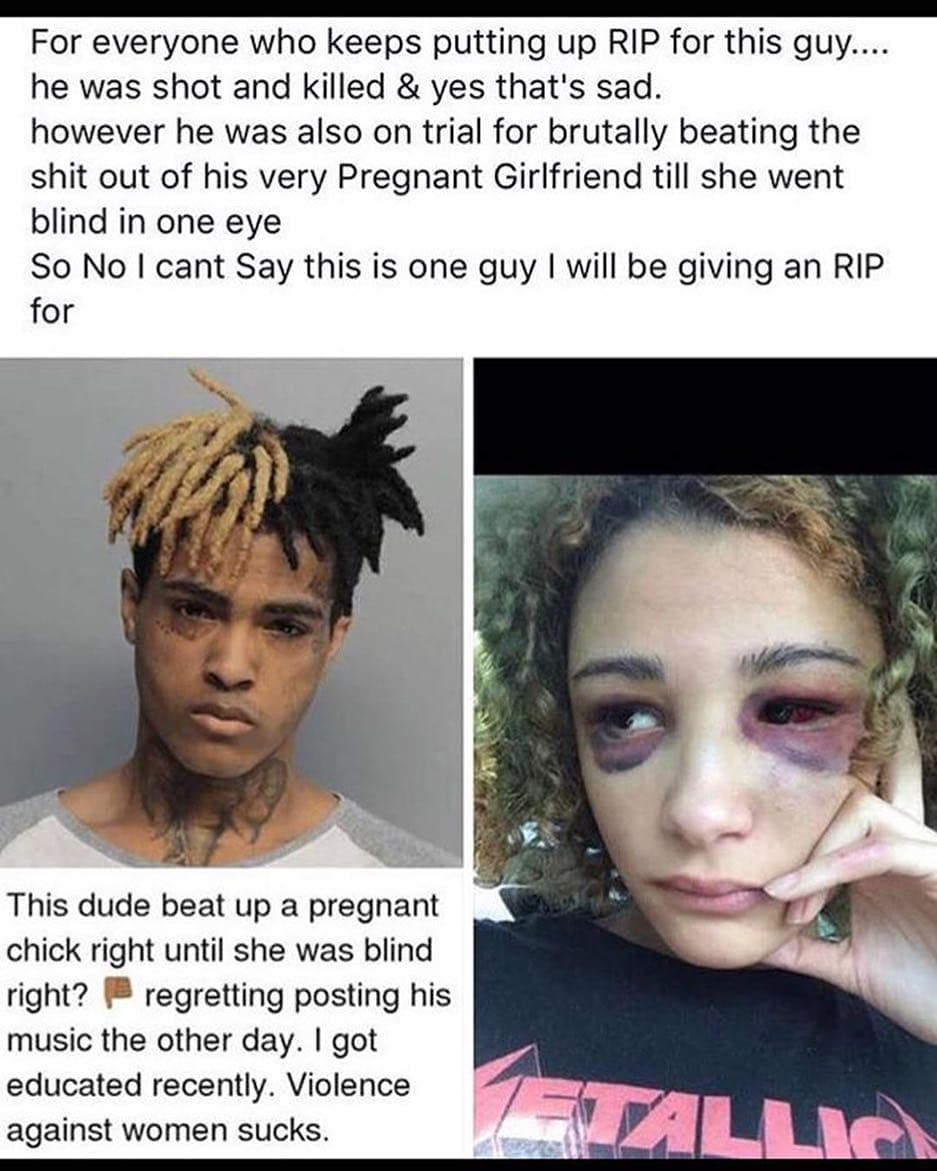 For everyone who keeps putting up RIP for this guy....
he was shot and killed & yes that's sad.
however he was also on trial for brutally beating the
shit out of his very Pregnant Girlfriend till she went
blind in one eye
So No I cant Say this is one guy I will be giving an RIP
for
This dude beat up a pregnant
chick right until she was blind
right? 👎🏾 regretting posting his
music the other day. I got
educated recently. Violence
against women sucks.
METALLICA